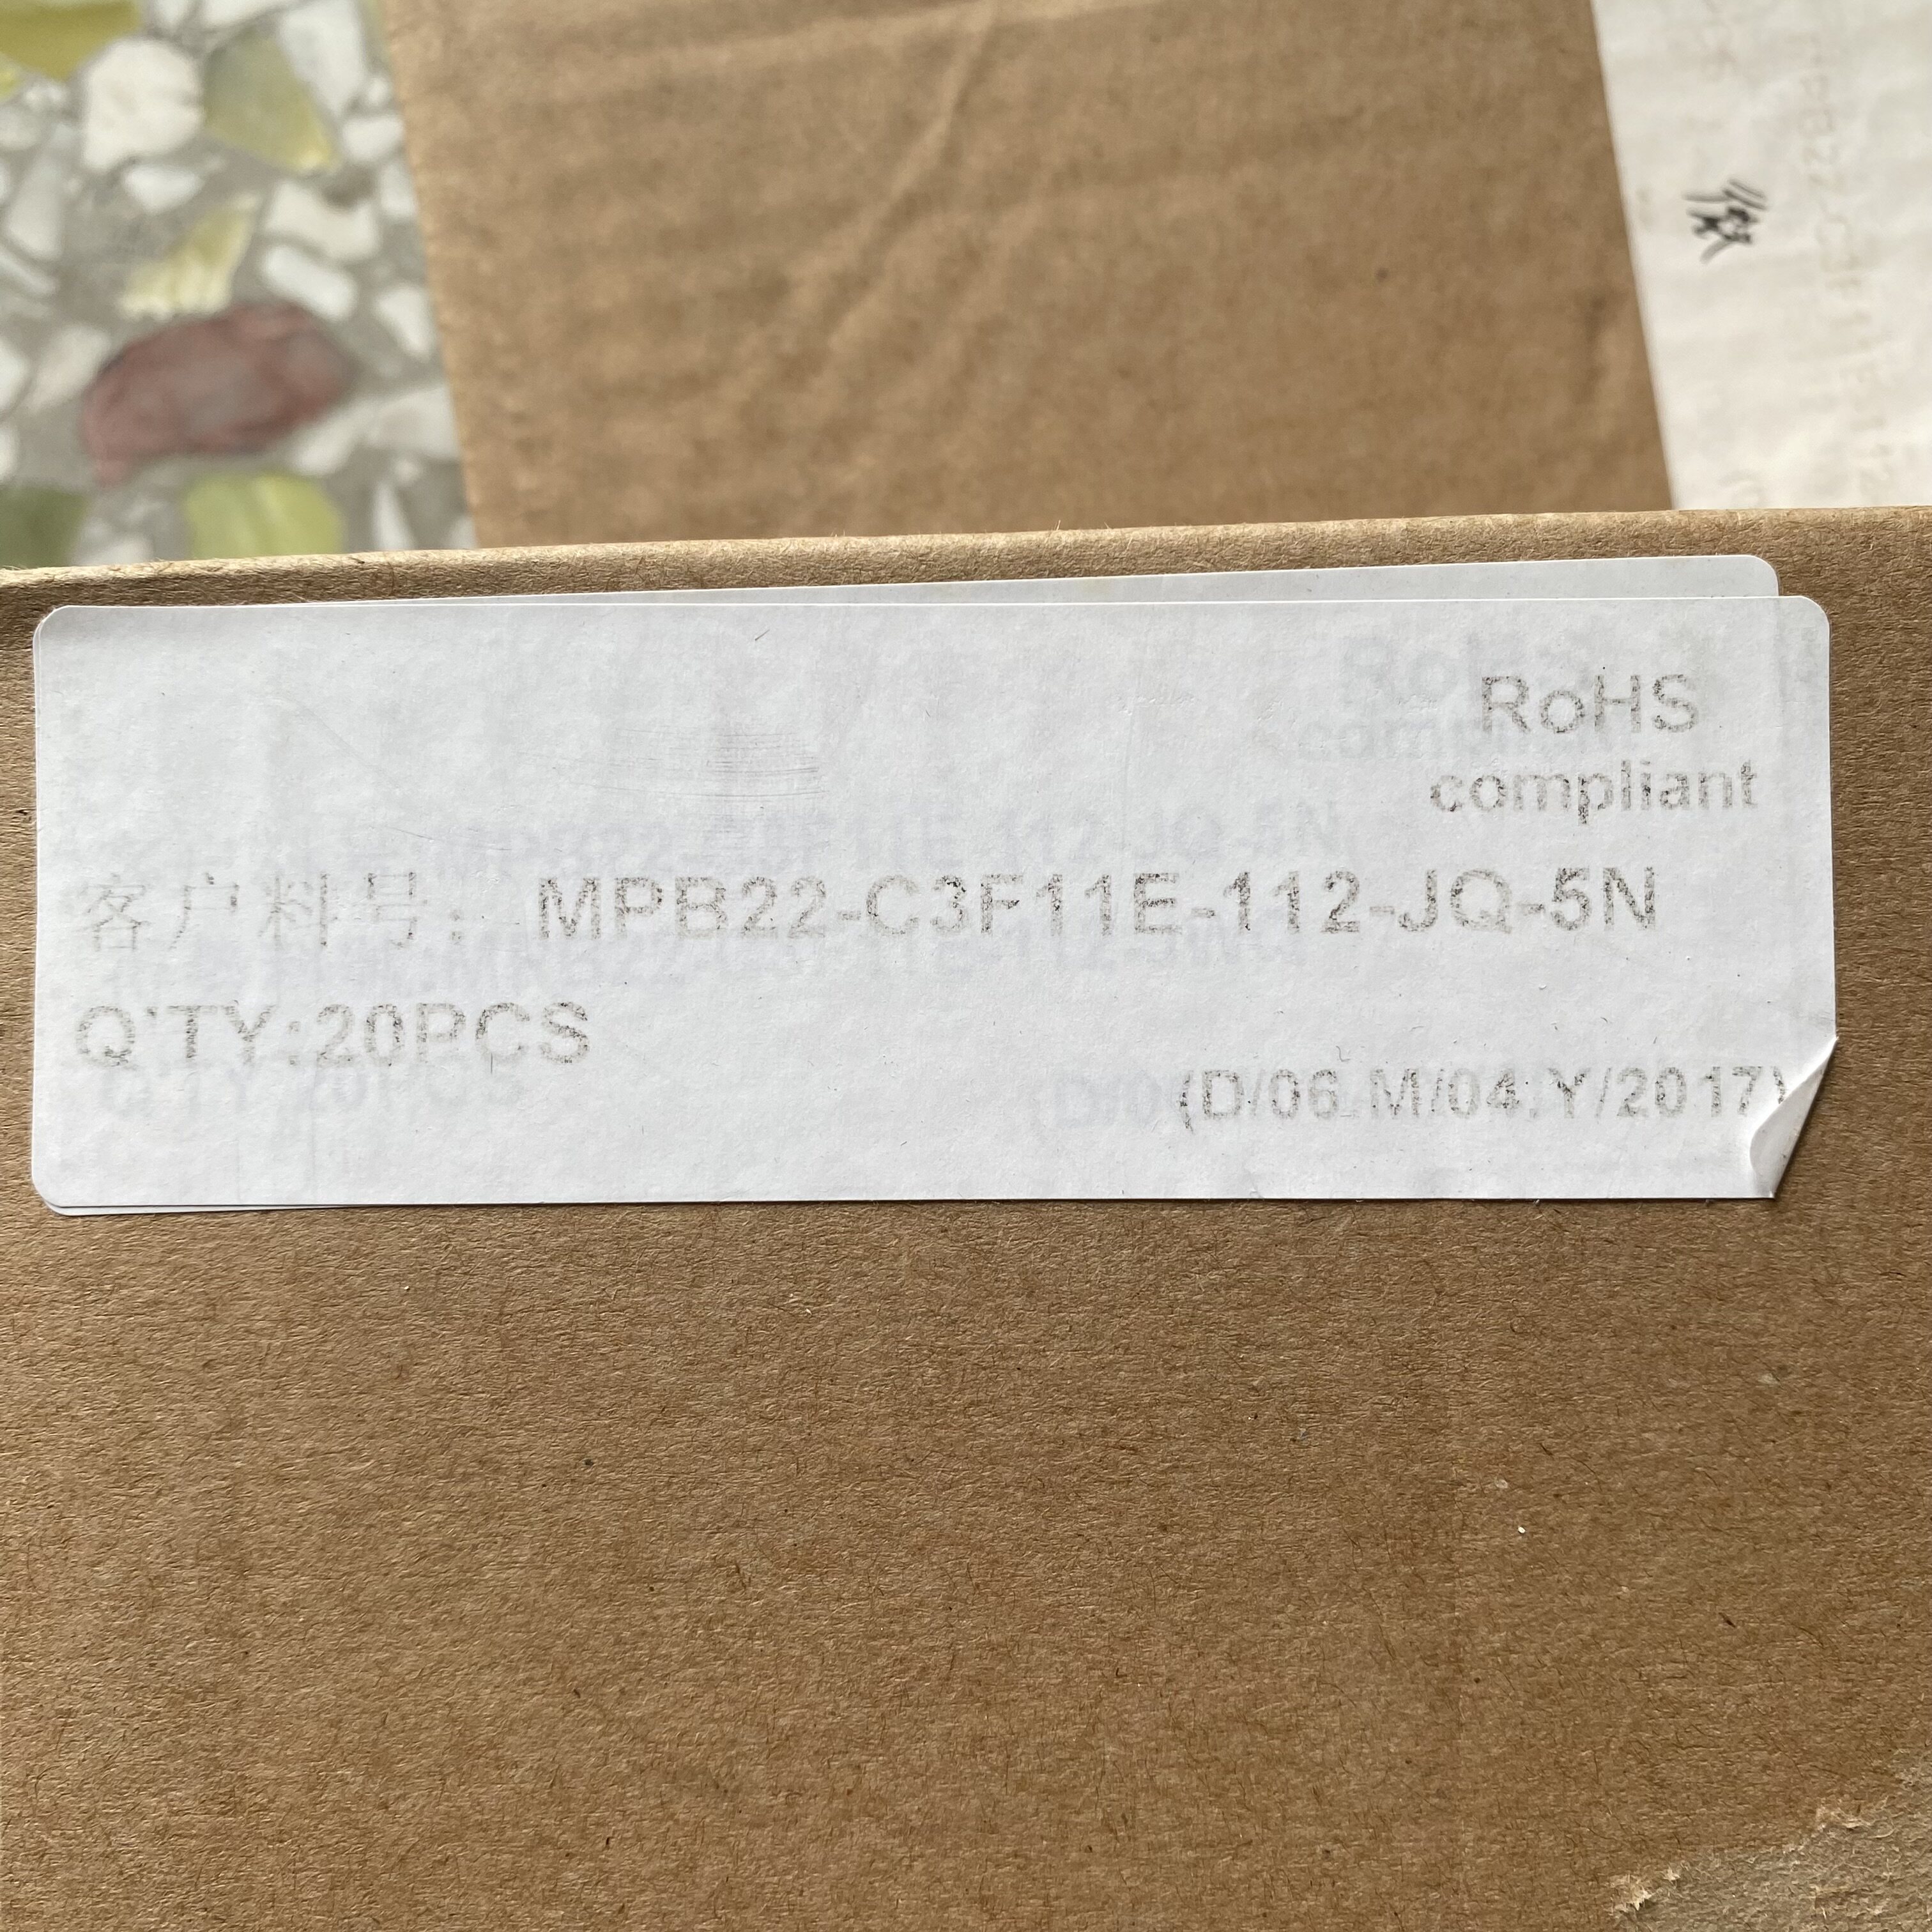 RoHS
compliant
客户料号: MPB22-C3F11E-112-JQ-5N
Q'TY:20PCS
(D/06.M/04.Y/2017)